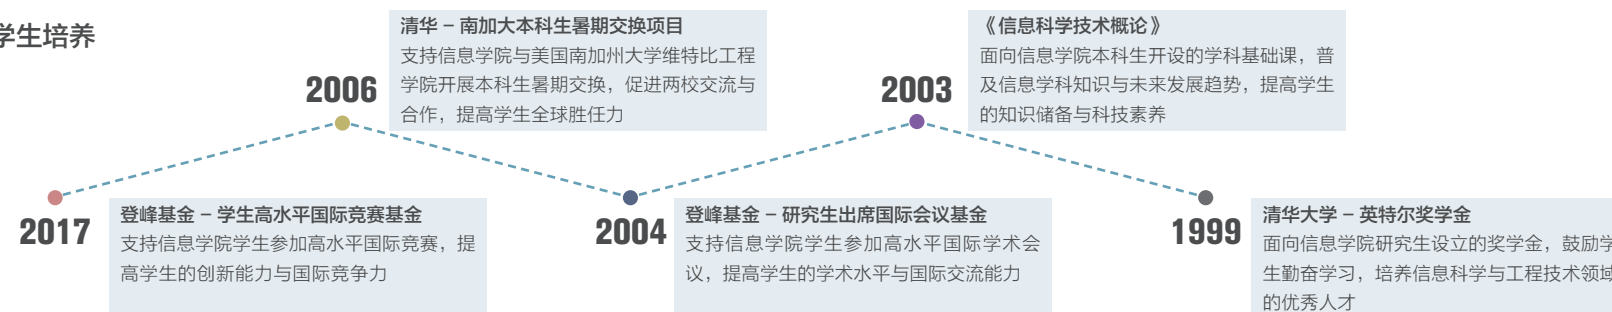 学生培养
2006
清华 – 南加大本科生暑期交换项目
支持信息学院与美国南加州大学维特比工程
学院开展本科生暑期交换，促进两校交流与
合作，提高学生全球胜任力
2003
《信息科学技术概论》
面向信息学院本科生开设的学科基础课，普
及信息学科知识与未来发展趋势，提高学生
的知识储备与科技素养
2017
登峰基金 – 学生高水平国际竞赛基金
支持信息学院学生参加高水平国际竞赛，提
高学生的创新能力与国际竞争力
2004
登峰基金 – 研究生出席国际会议基金
支持信息学院学生参加高水平国际学术会
议，提高学生的学术水平与国际交流能力
1999
清华大学 – 英特尔奖学金
面向信息学院研究生设立的奖学金，鼓励学
生勤奋学习，培养信息科学与工程技术领域
的优秀人才